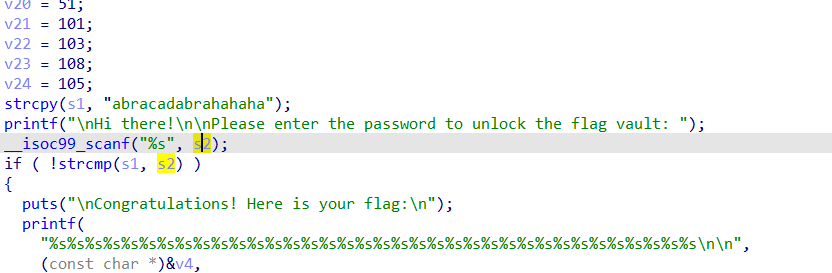 v20 = 51;
v21 = 101;
v22 = 103;
v23 = 108;
v24 = 105;
strcpy(s1, "abracadabrahahaha");
printf("\nHi there!\n\nPlease enter the password to unlock the flag vault: ");
__isoc99_scanf("%s", s2);
if ( !strcmp(s1, s2) )
{
puts("\nCongratulations! Here is your flag:\n");
printf(
"%s%s%s%s%s%s%s%s%s%s%s%s%s%s%s%s%s%s%s%s%s%s%s%s%s%s%s%s%s%s%s%s%s%s%s%s\n\n",
(const char *)&v4,